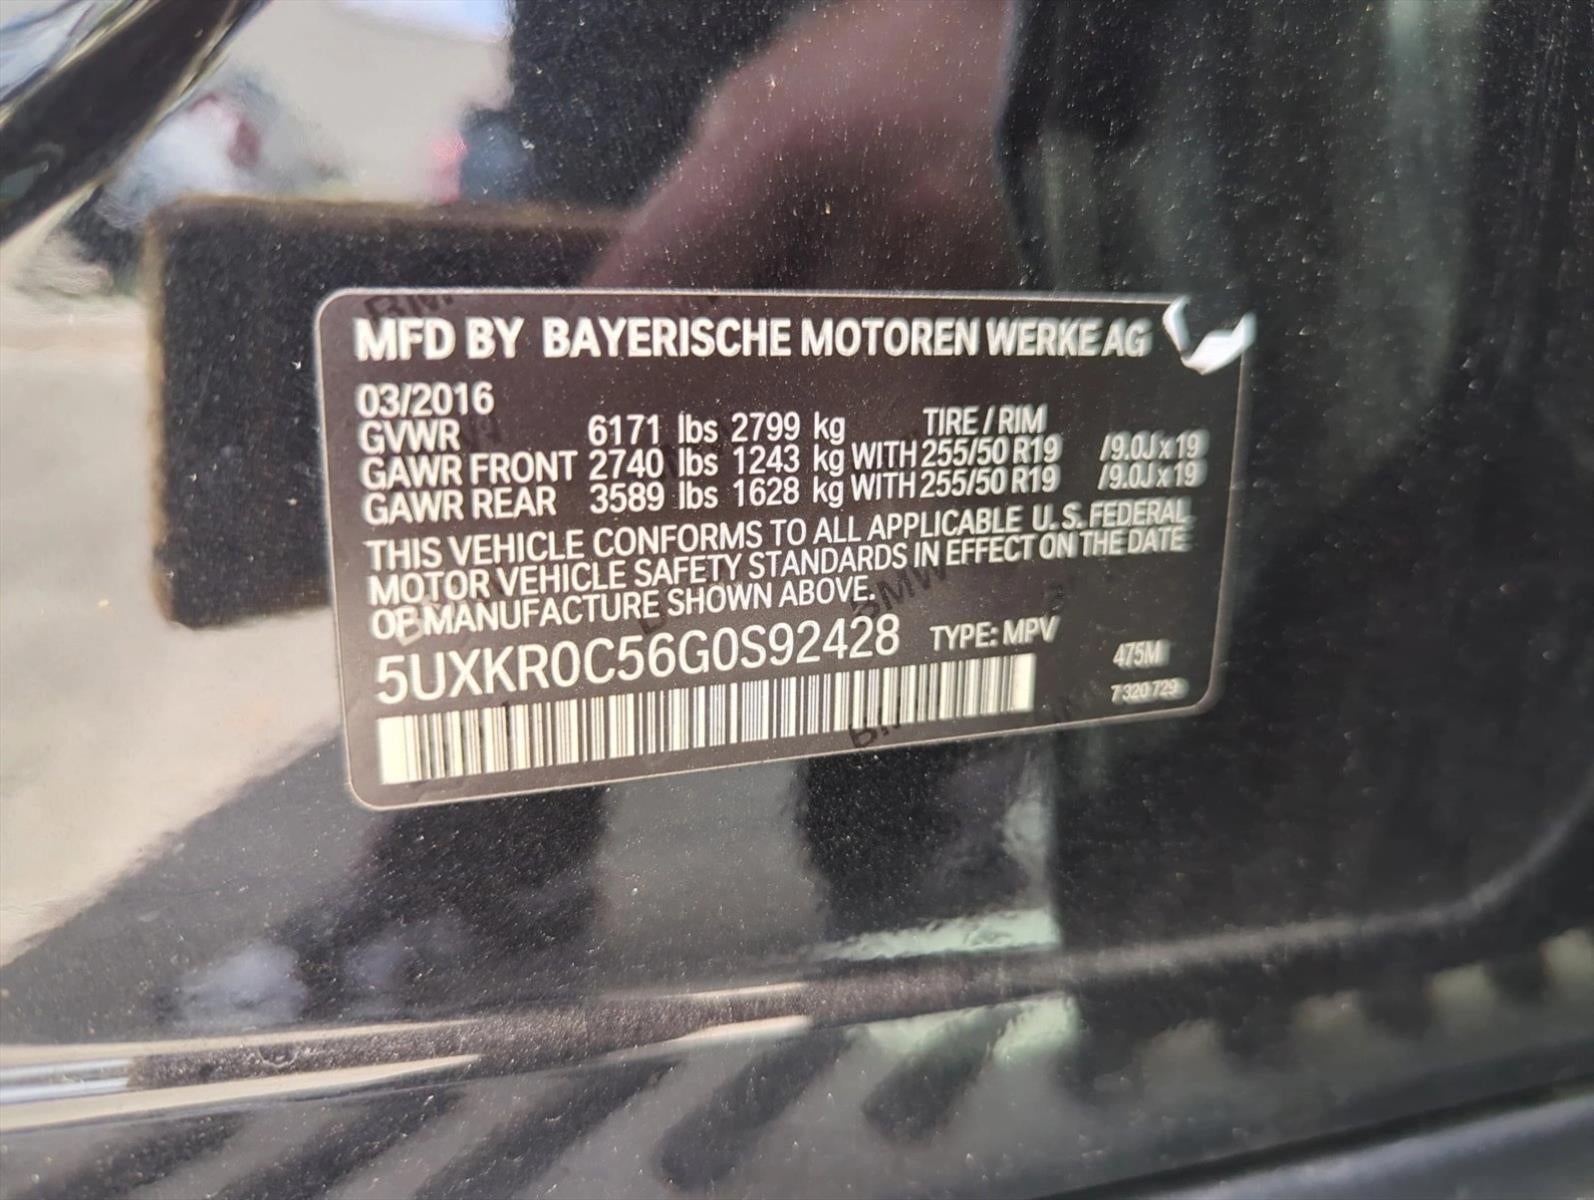 MFD BY BAYERISCHE MOTOREN WERKE AG
03/2016
GVWR 6171 lbs 2799 kg TIRE / RIM
GAWR FRONT 2740 lbs 1243 kg WITH 255/50 R19 /9.0J x 19
GAWR REAR 3589 lbs 1628 kg WITH 255/50 R19 /9.0J x 19
THIS VEHICLE CONFORMS TO ALL APPLICABLE U.S. FEDERAL
MOTOR VEHICLE SAFETY STANDARDS IN EFFECT ON THE DATE
OF MANUFACTURE SHOWN ABOVE.
5UXKR0C56G0S92428 TYPE: MPV 475M
7 320 729